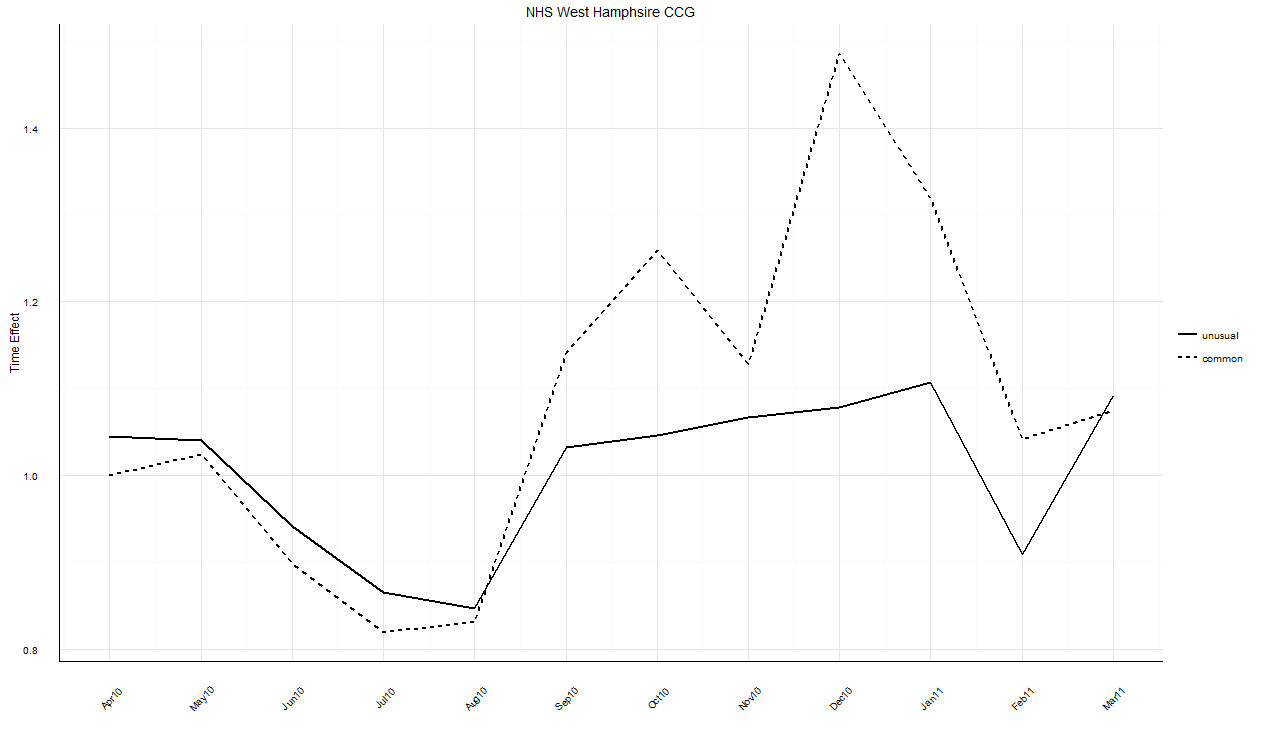 NHS West Hamphsire CCG
Time Effect
1.4
1.2
1.0
0.8
Apr10
May10
Jun10
Jul10
Aug10
Sep10
Oct10
Nov10
Dec10
Jan11
Feb11
Mar11
unusual
common